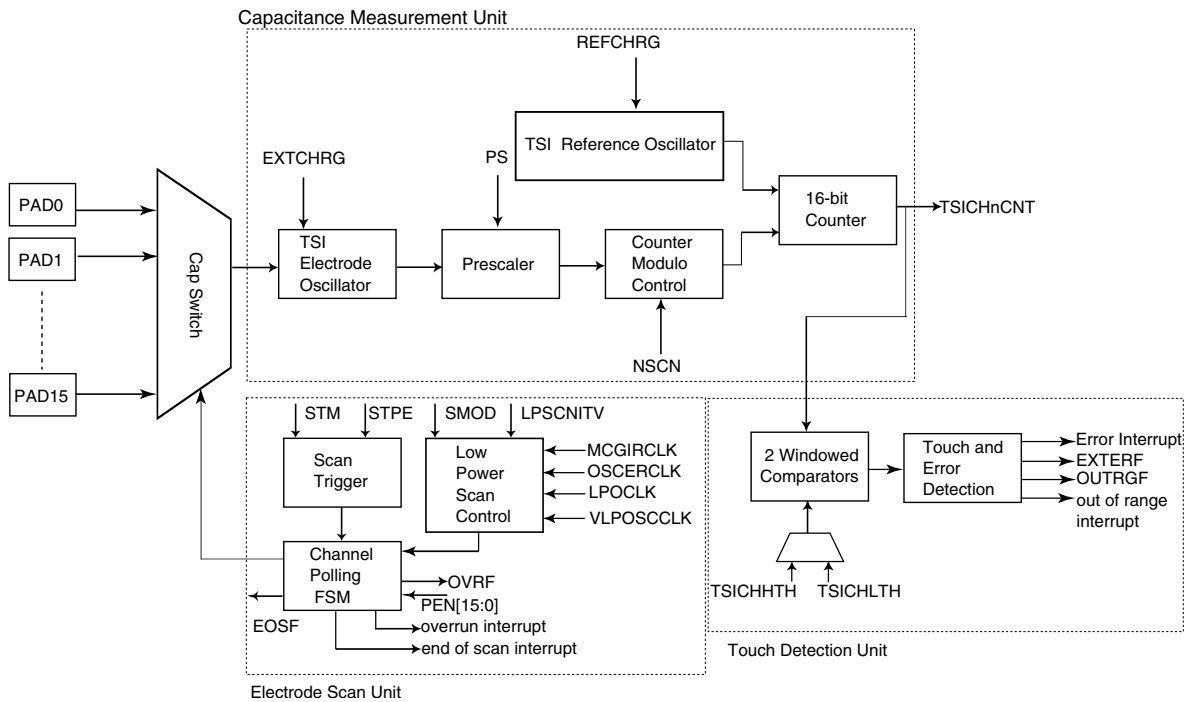 Capacitance Measurement Unit
REFCHRG
TSI Reference Oscillator
EXTCHRG
PS
PAD0
PAD1
PAD15
Cap Switch
TSI
Electrode
Oscillator
Prescaler
Counter
Modulo
Control
NSCN
16-bit
Counter
TSICHnCNT
STM
STPE
SMOD
LPSCNITV
Scan
Trigger
Low
Power
Scan
Control
MCGIRCLK
OSCERCLK
LPOCLK
VLPOSCCLK
Channel
Polling
FSM
OVRF
PEN[15:0]
EOSF
overrun interrupt
end of scan interrupt
Electrode Scan Unit
2 Windowed
Comparators
Touch and
Error
Detection
Error Interrupt
EXTERF
OUTRGF
out of range
interrupt
TSICHHTH
TSICHLTH
Touch Detection Unit